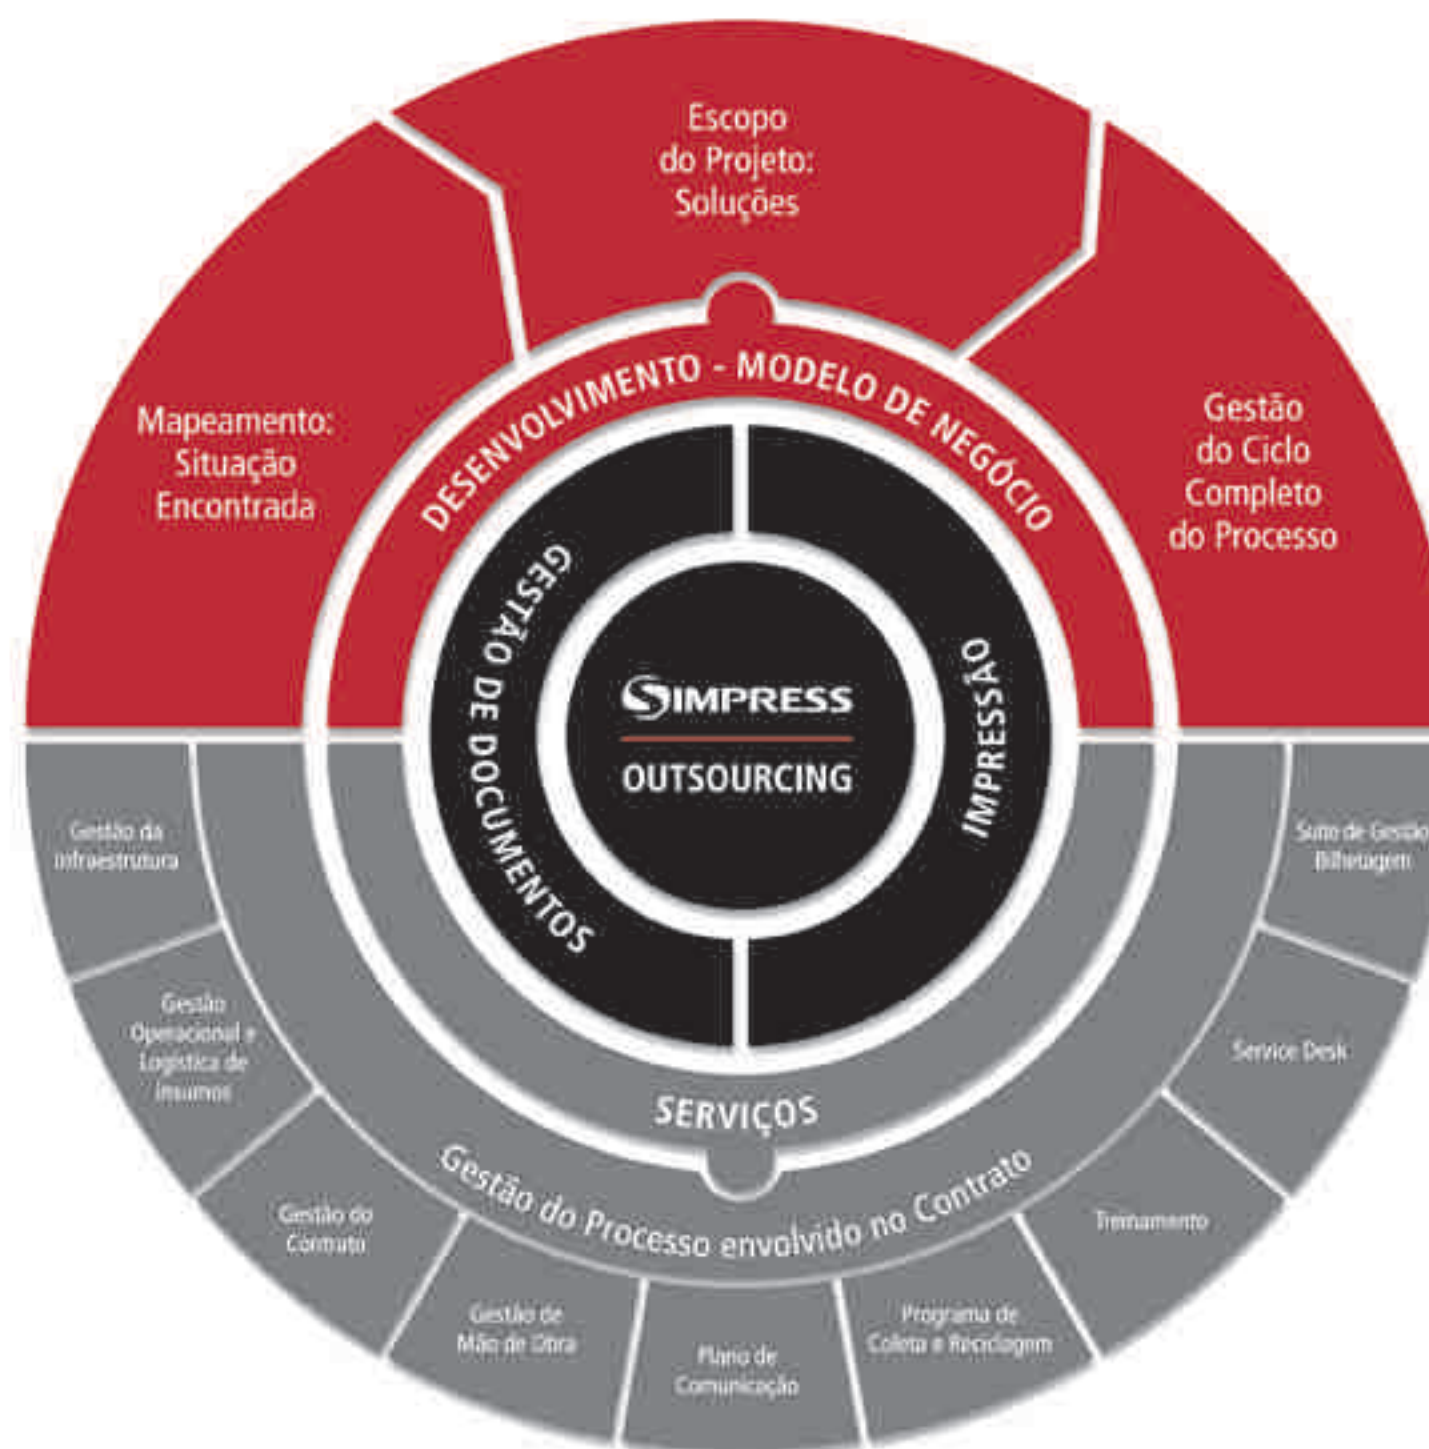 Escopo
do Projeto:
Soluções
Mapeamento:
Situação
Encontrada
Gestão
do Ciclo
Completo
do Processo
DESENVOLVIMENTO - MODELO DE NEGÓCIO
GESTÃO DE DOCUMENTOS
IMPRESSÃO
SIMPRESS
OUTSOURCING
SERVIÇOS
Gestão do Processo envolvido no Contrato
Gestão da
Infraestrutura
Gestão
Operacional e
Logística de
Insumos
Gestão do
Contrato
Gestão de
Mão de Obra
Plano de
Comunicação
Programa de
Coleta e Reciclagem
Treinamento
Service Desk
Suíte de Gestão
Bilhetagem